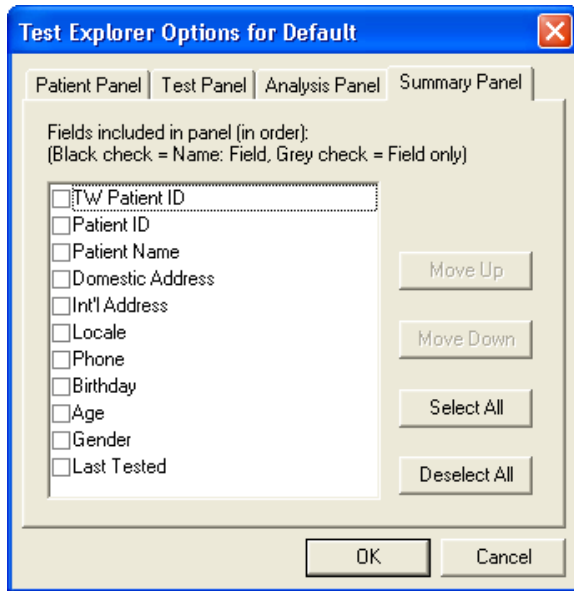 Test Explorer Options for Default
Patient Panel Test Panel Analysis Panel Summary Panel
Fields included in panel (in order):
(Black check = Name: Field, Grey check = Field only)
TW Patient ID
Patient ID
Patient Name
Domestic Address
Int'l Address
Locale
Phone
Birthday
Age
Gender
Last Tested
Move Up
Move Down
Select All
Deselect All
OK Cancel